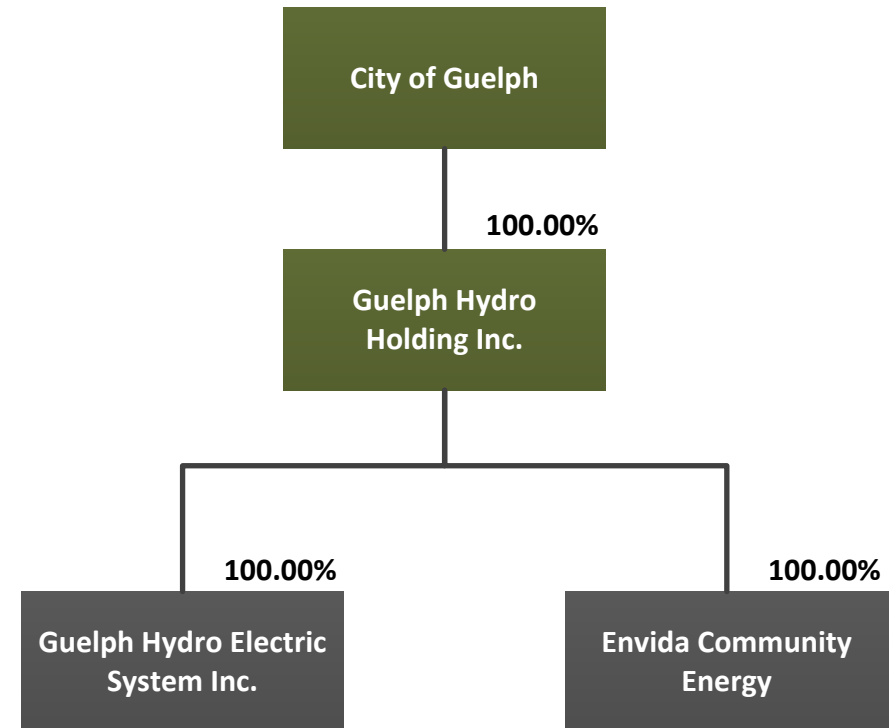 City of Guelph
100.00%
Guelph Hydro
Holding Inc.
100.00%
100.00%
Guelph Hydro Electric
System Inc.
Envida Community
Energy